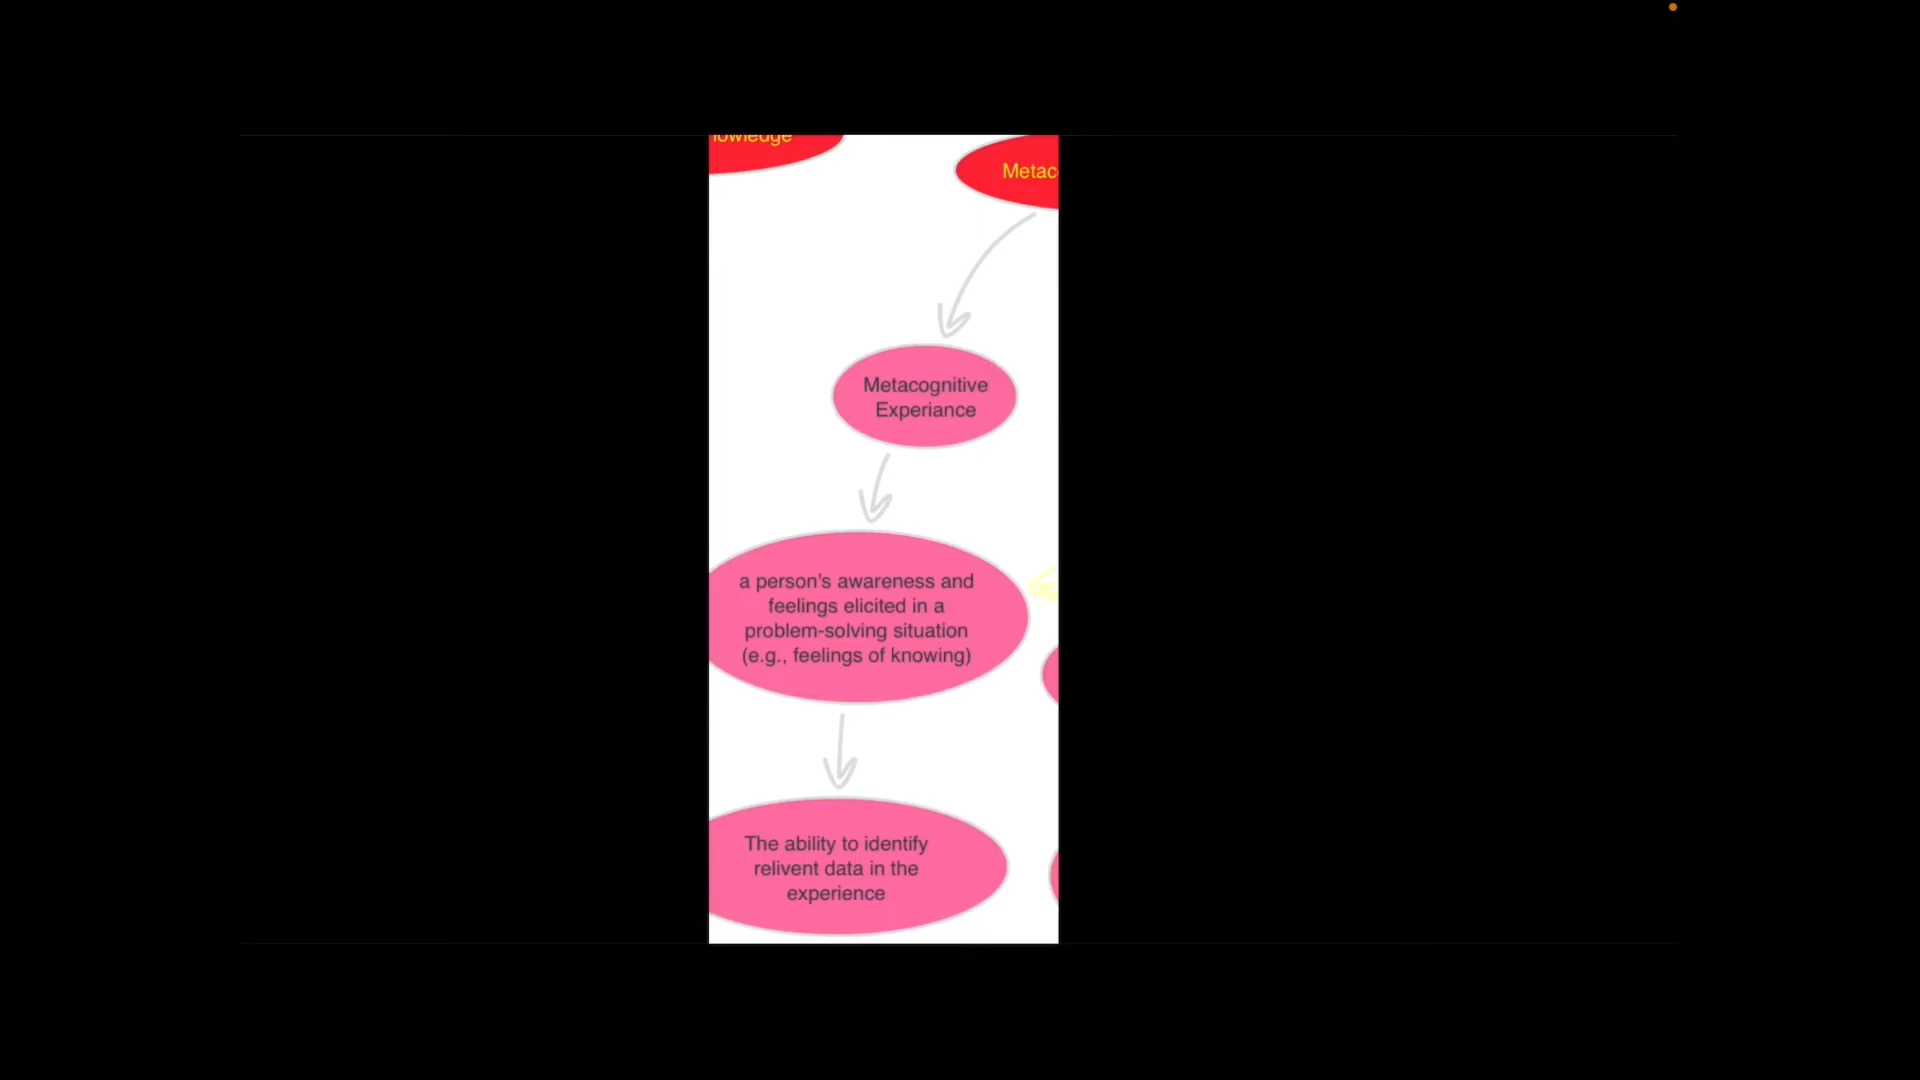 Metac
Metacognitive
Experiance
a person's awareness and
feelings elicited in a
problem-solving situation
(e.g., feelings of knowing)
The ability to identify
relivent data in the
experience